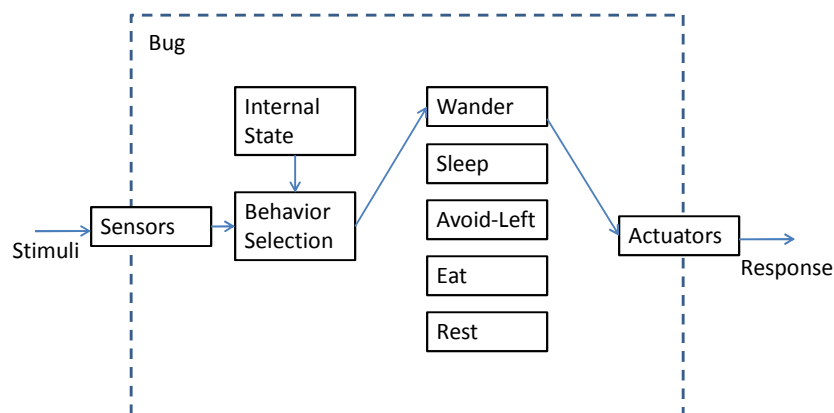 Bug
Internal
State
Wander
Sleep
Sensors
Behavior
Selection
Avoid-Left
Actuators
Stimuli
Response
Eat
Rest